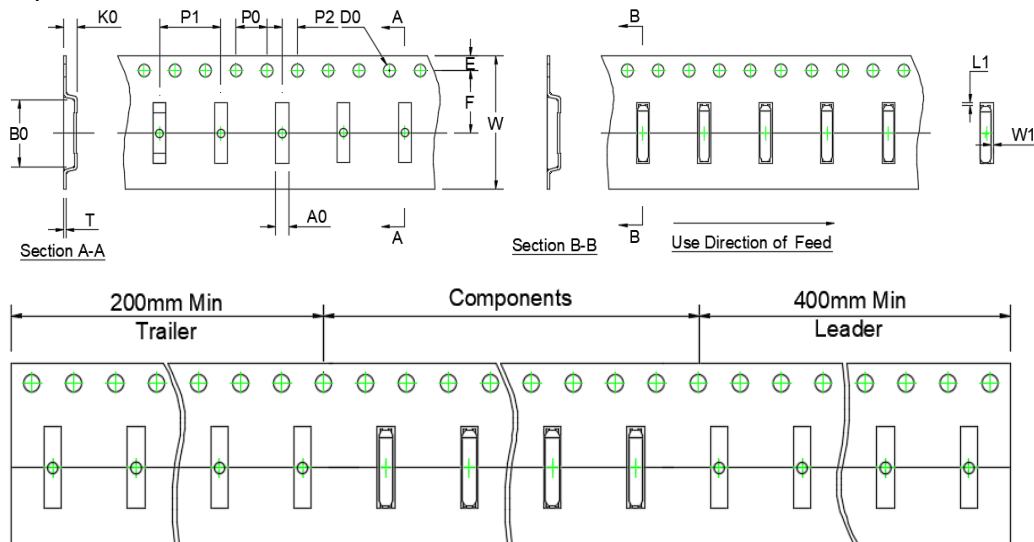 K0 P1 P0 P2 D0 A B
E
F
W
B0
L1
W1
T A0 A B
Section A-A Section B-B Use Direction of Feed
200mm Min Components 400mm Min
Trailer Leader